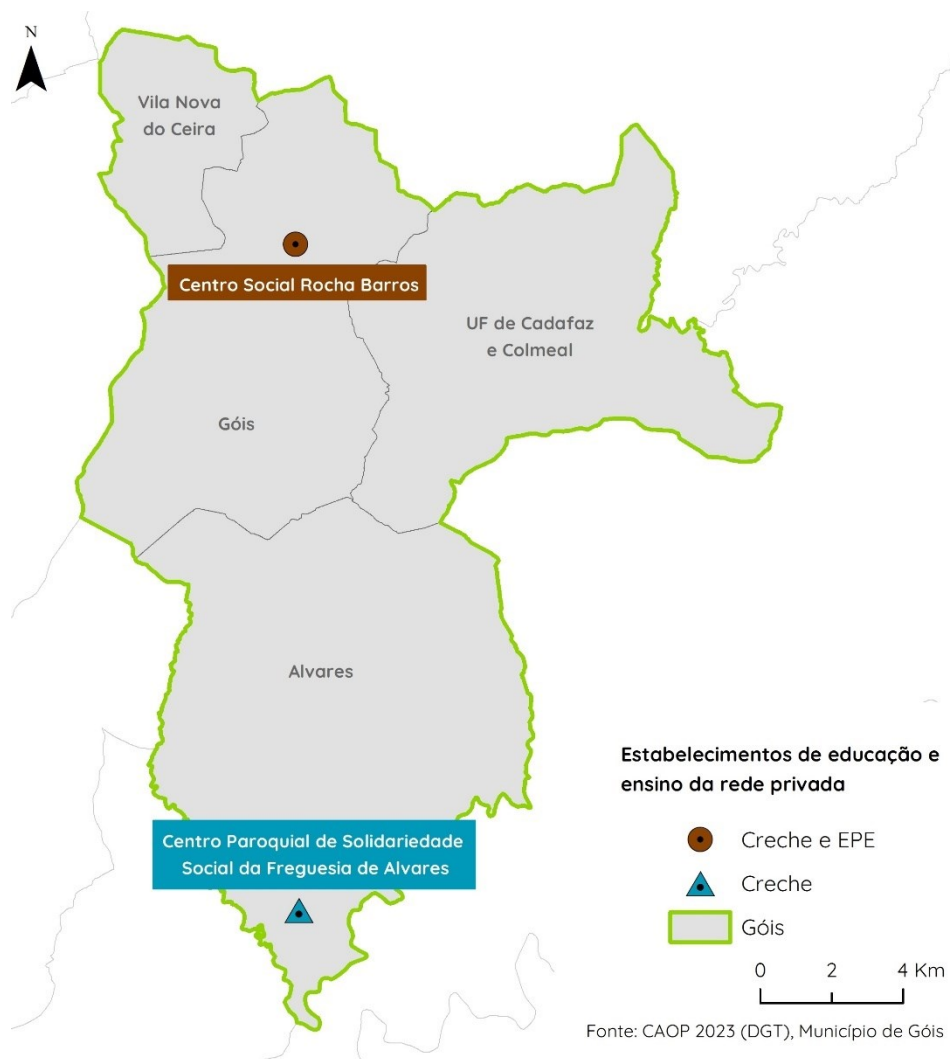 N
Vila Nova
do Ceira
Centro Social Rocha Barros
UF de Cadafaz
e Colmeal
Góis
Alvares
Centro Paroquial de Solidariedade
Social da Freguesia de Alvares
Estabelecimentos de educação e
ensino da rede privada
Creche e EPE
Creche
Góis
0 2 4 Km
Fonte: CAOP 2023 (DGT), Município de Góis